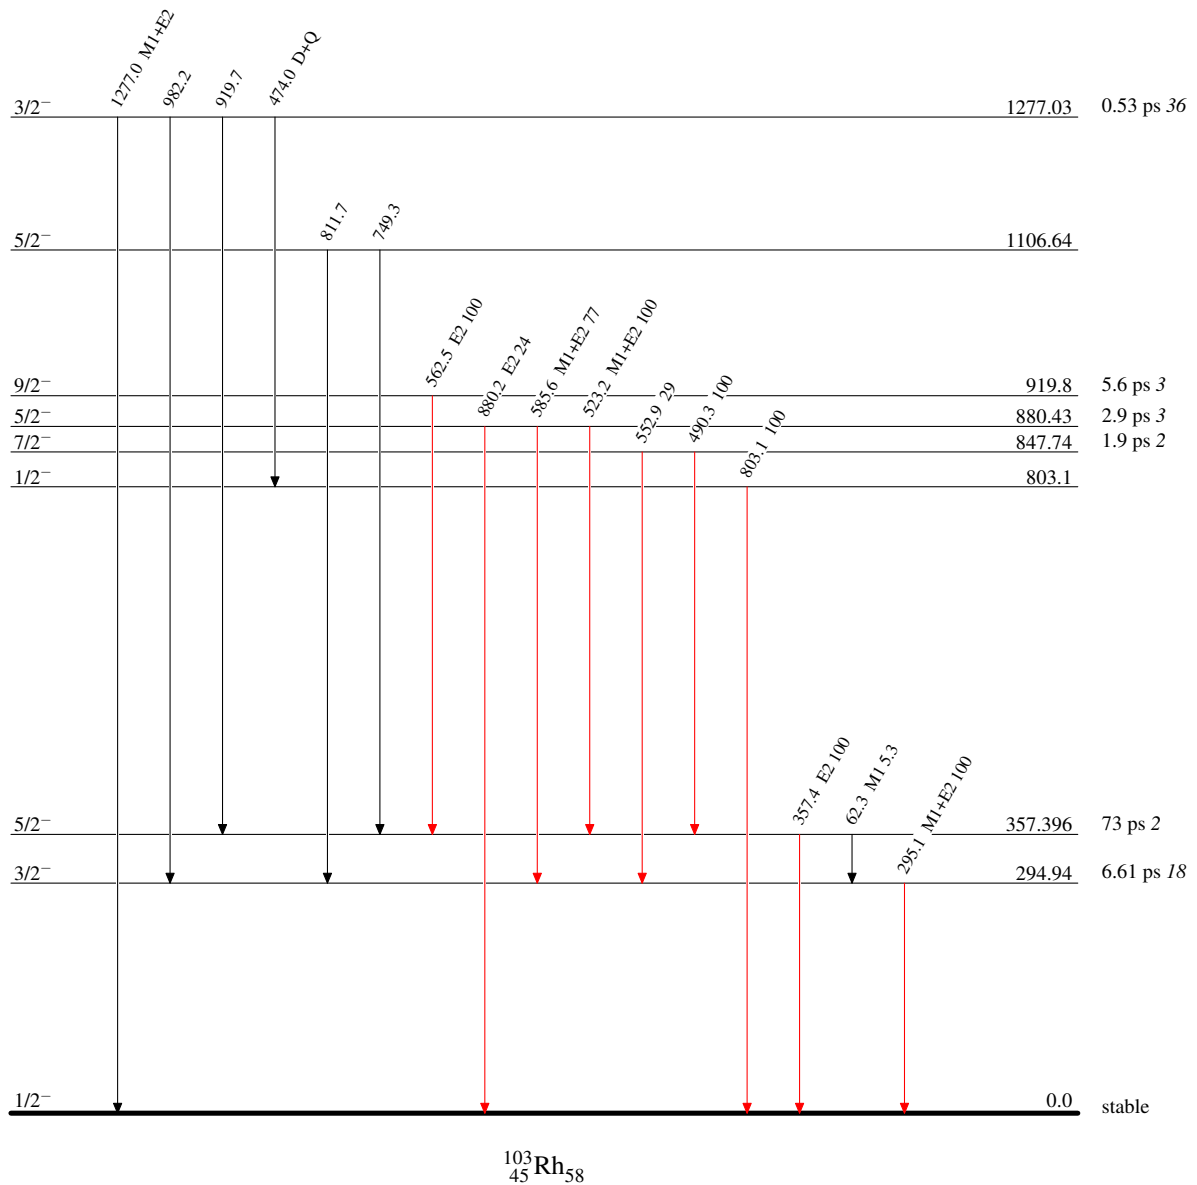 1277.0 M1+E2
982.2
919.7
474.0 D+Q
3/2⁻ 1277.03 0.53 ps 36
811.7
749.3
5/2⁻ 1106.64
562.5 E2 100
9/2⁻ 919.8 5.6 ps 3
880.2 E2 24
585.6 M1+E2 77
523.2 M1+E2 100
5/2⁻ 880.43 2.9 ps 3
552.9 29
490.3 100
7/2⁻ 847.74 1.9 ps 2
803.1 100
1/2⁻ 803.1
357.4 E2 100
62.3 M1 5.3
5/2⁻ 357.396 73 ps 2
295.1 M1+E2 100
3/2⁻ 294.94 6.61 ps 18
1/2⁻ 0.0 stable
¹⁰³₄₅Rh₅₈